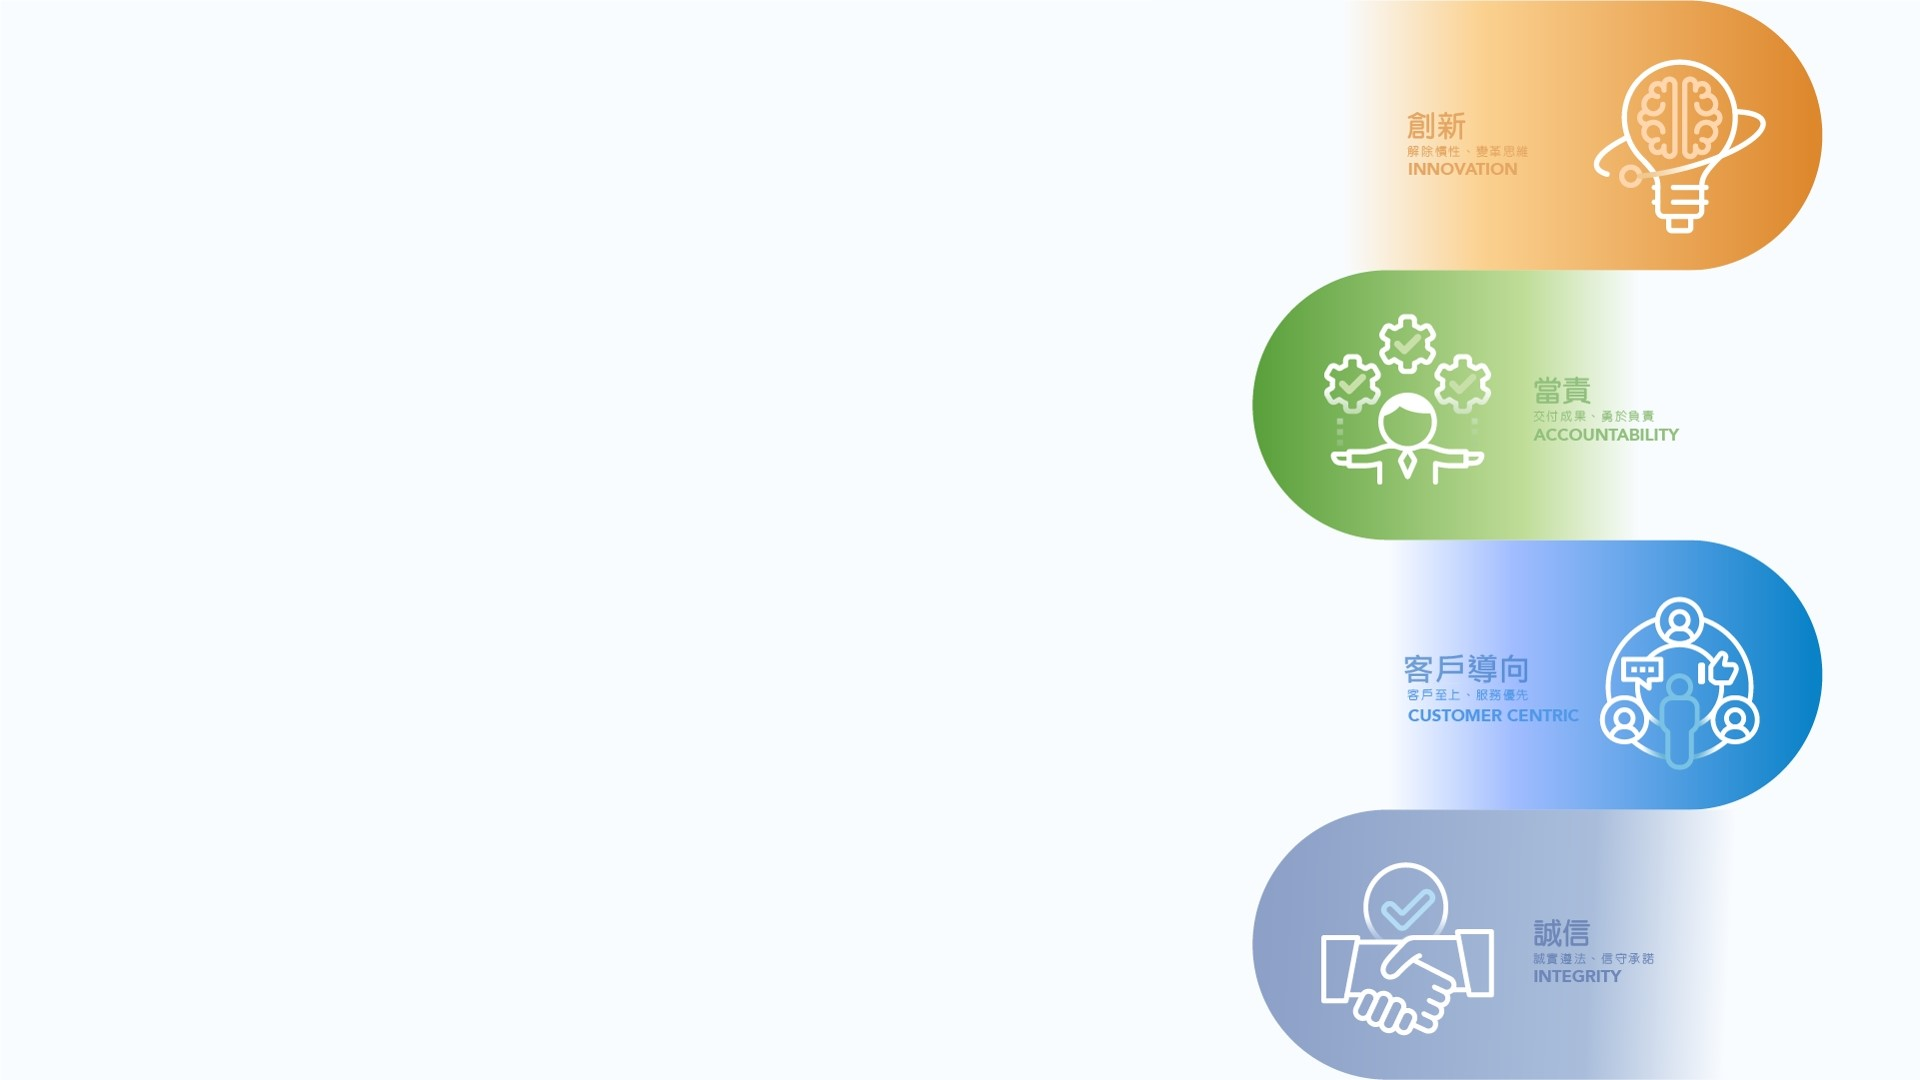 創新
解除慣性、變革思維
INNOVATION
當責
交付成果、勇於負責
ACCOUNTABILITY
客戶導向
客戶至上、服務優先
CUSTOMER CENTRIC
誠信
誠實遵法、信守承諾
INTEGRITY